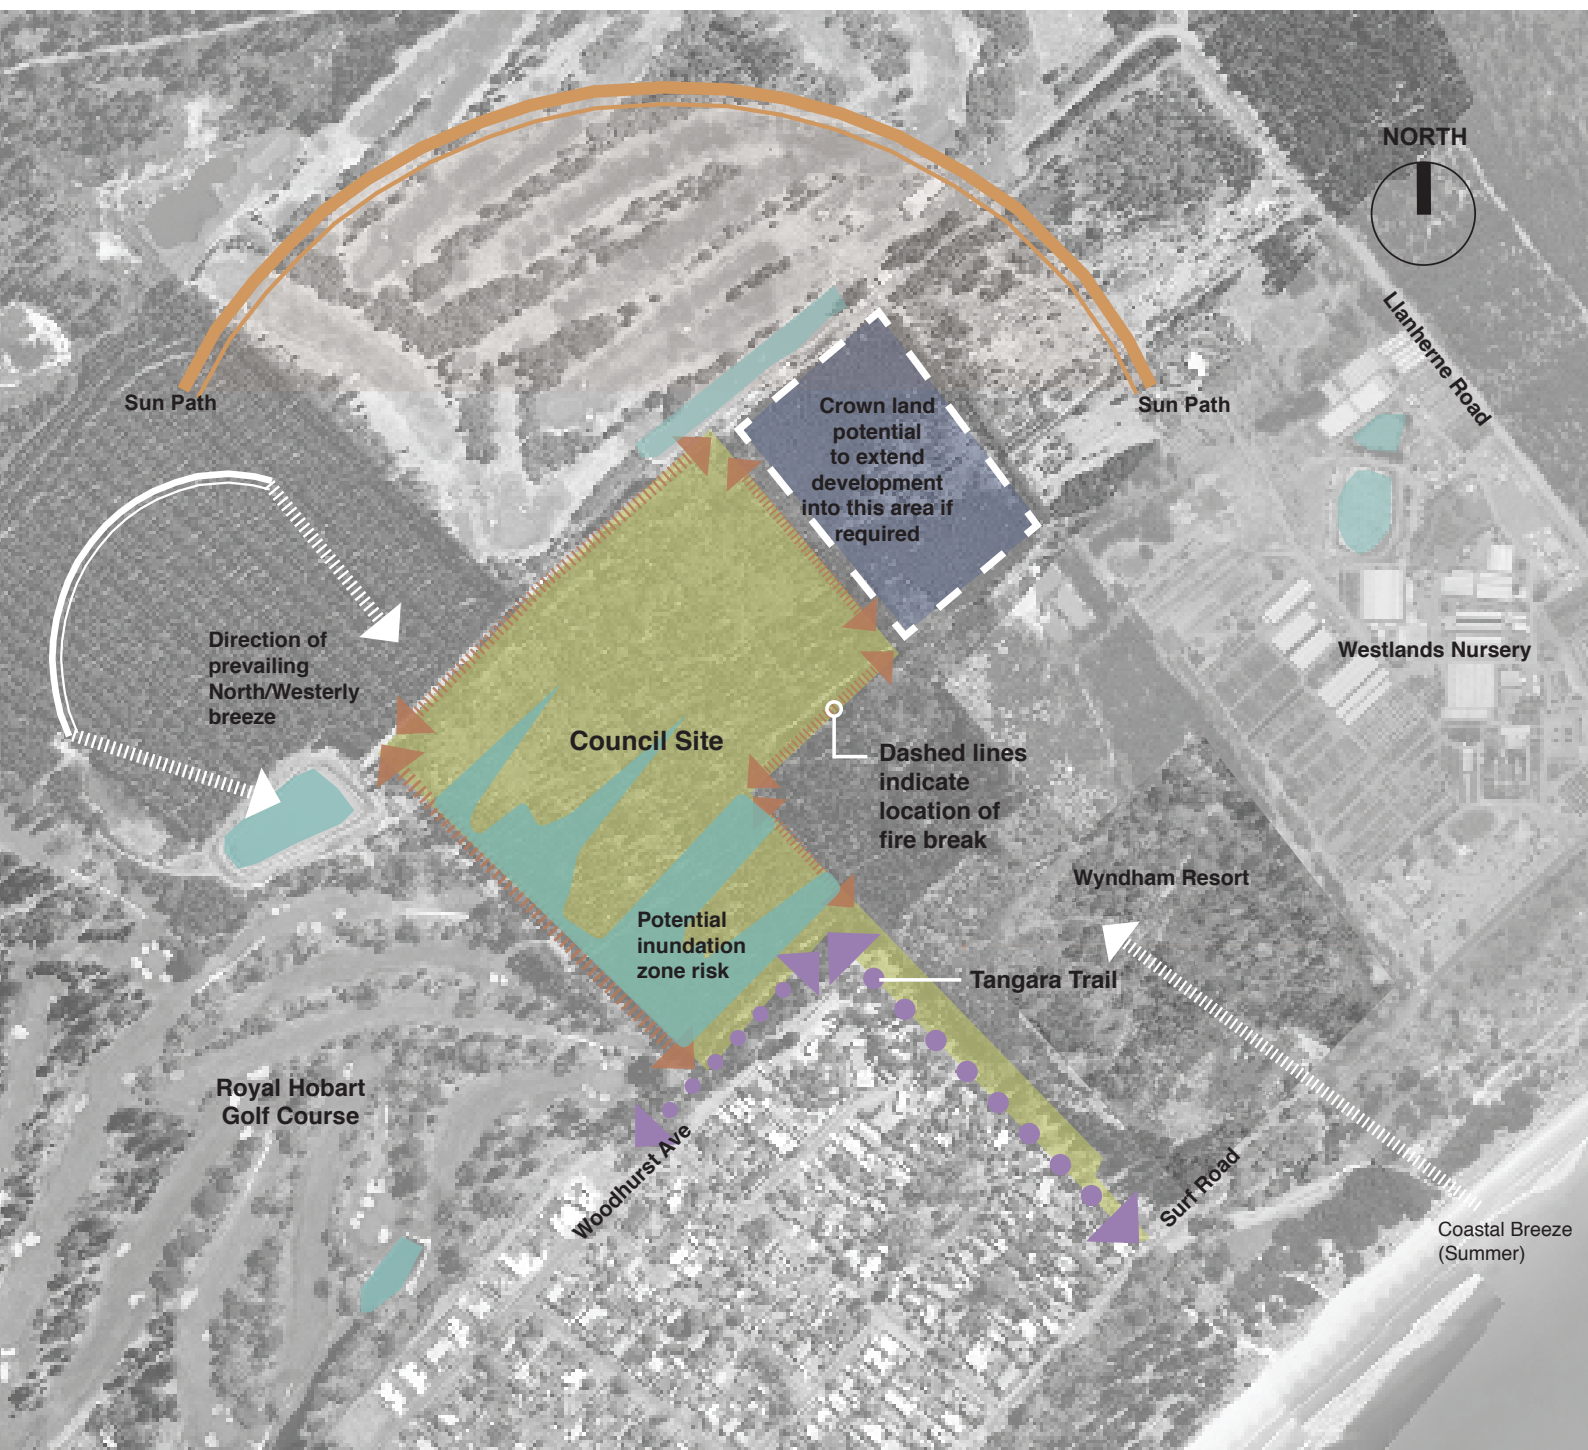 NORTH
Llanherne Road
Sun Path
Sun Path
Crown land
potential
to extend
development
into this area if
required
Direction of
prevailing
North/Westerly
breeze
Westlands Nursery
Council Site
Dashed lines
indicate
location of
fire break
Wyndham Resort
Potential
inundation
zone risk
Tangara Trail
Royal Hobart
Golf Course
Woodhurst Ave
Surf Road
Coastal Breeze
(Summer)